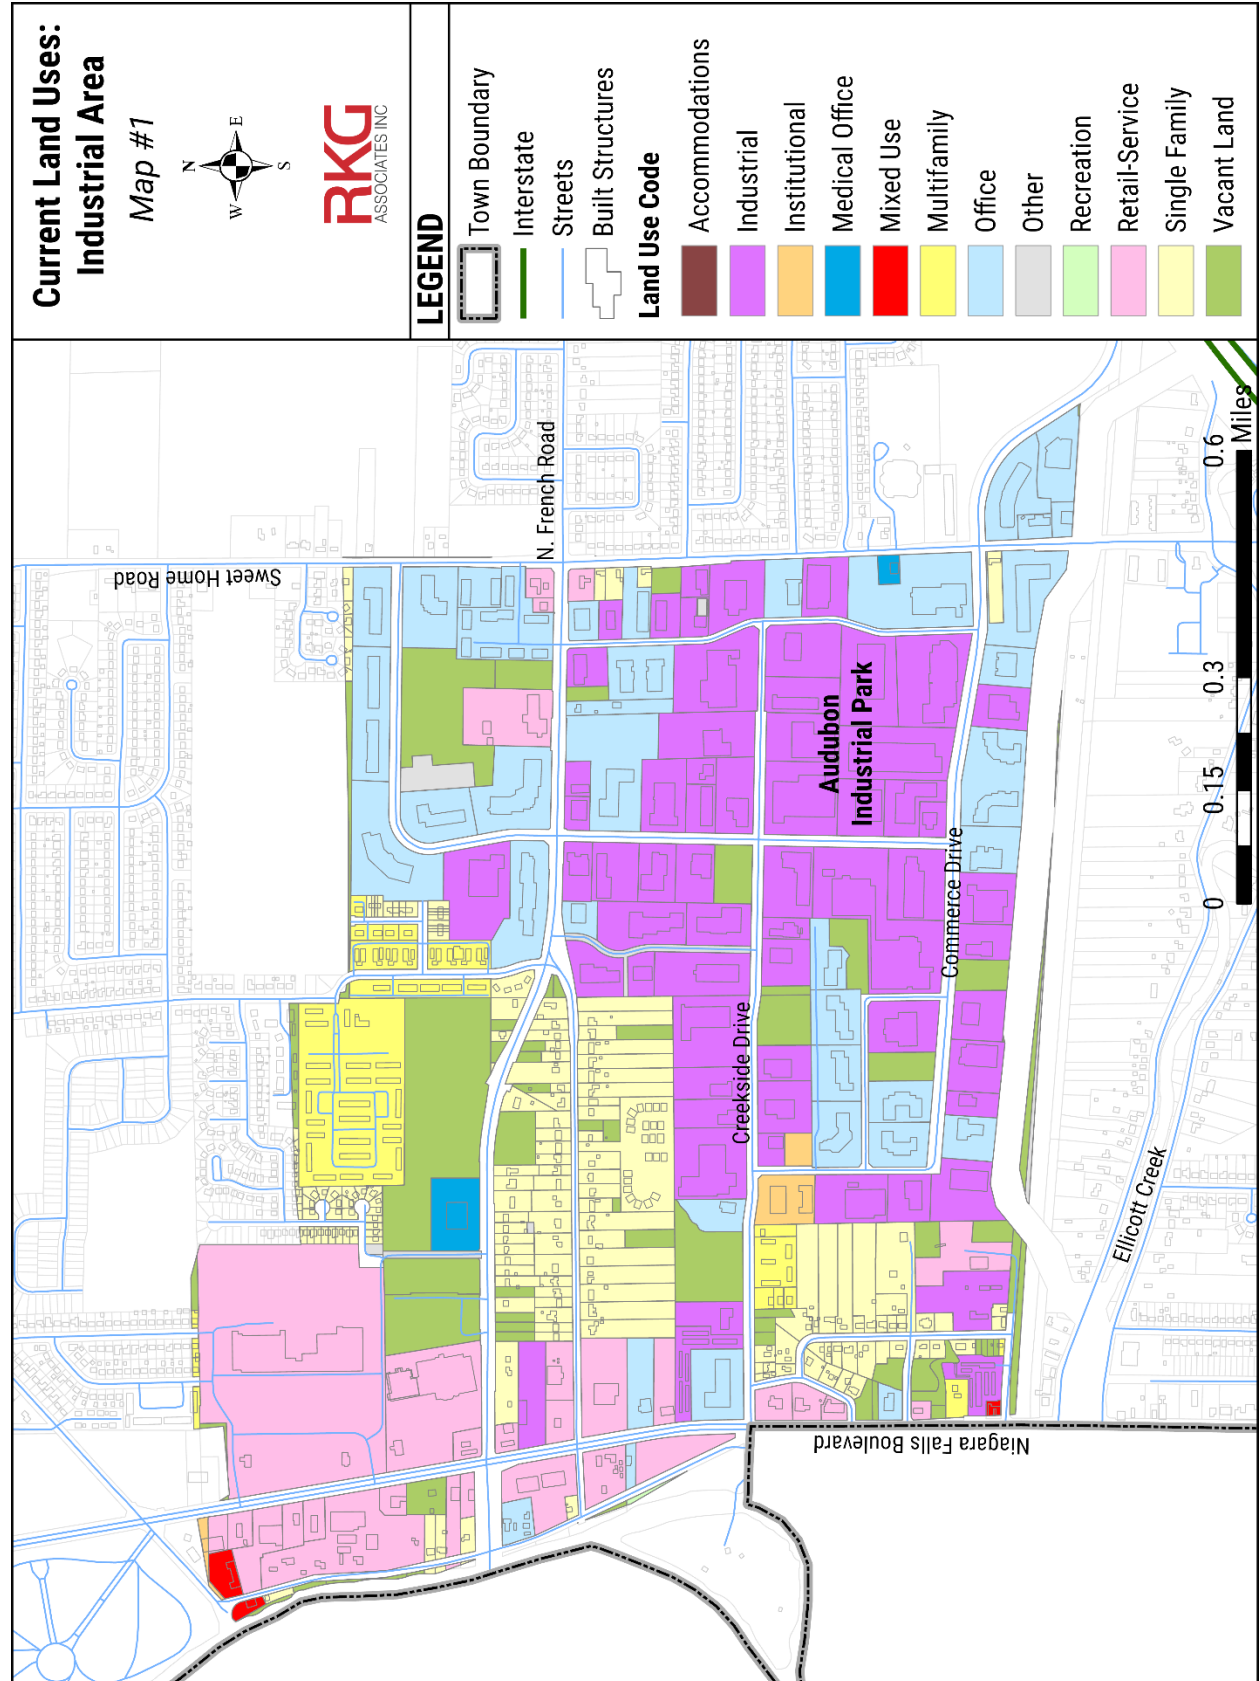 Current Land Uses:
Industrial Area
Map #1
N
W
E
S
RKG
ASSOCIATES INC
LEGEND
Town Boundary
Interstate
Streets
Built Structures
Land Use Code
Accommodations
Industrial
Institutional
Medical Office
Mixed Use
Multifamily
Office
Other
Recreation
Retail-Service
Single Family
Vacant Land
Sweet Home Road
N. French Road
Audubon
Industrial Park
Creekside Drive
Commerce Drive
Ellicott Creek
Niagara Falls Boulevard
0 0.15 0.3 0.6
Miles